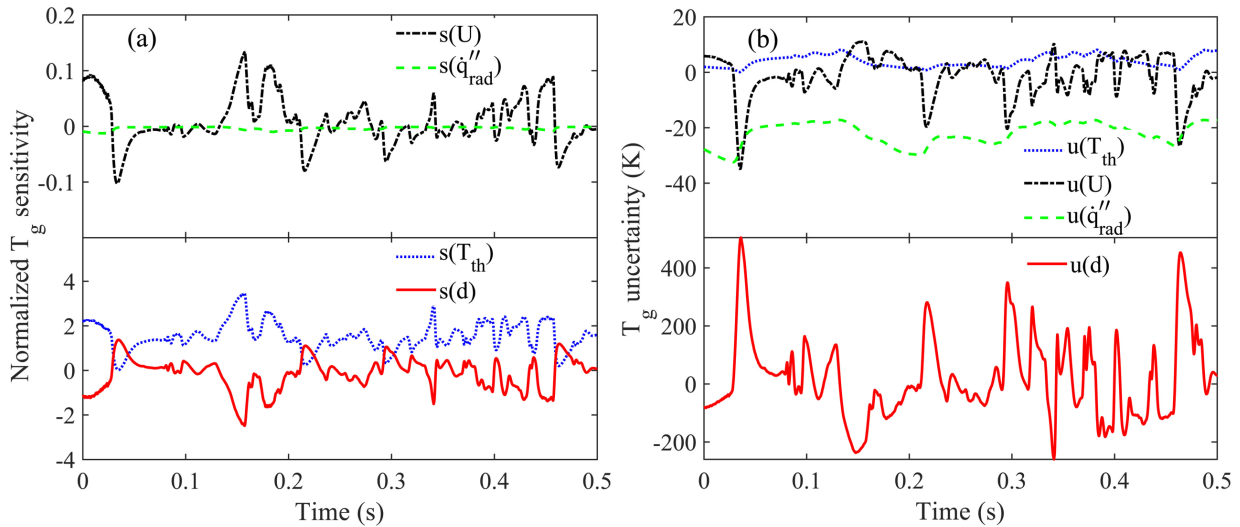 (a)
s(U)
s(q̇″rad)
0.1
0
-0.1
s(Tth)
s(d)
4
2
0
-2
-4
0 0.1 0.2 0.3 0.4 0.5
Time (s)
Normalized Tg sensitivity
(b)
20
0
-20
-40
u(Tth)
u(U)
u(q̇″rad)
u(d)
400
200
0
-200
0 0.1 0.2 0.3 0.4 0.5
Time (s)
Tg uncertainty (K)